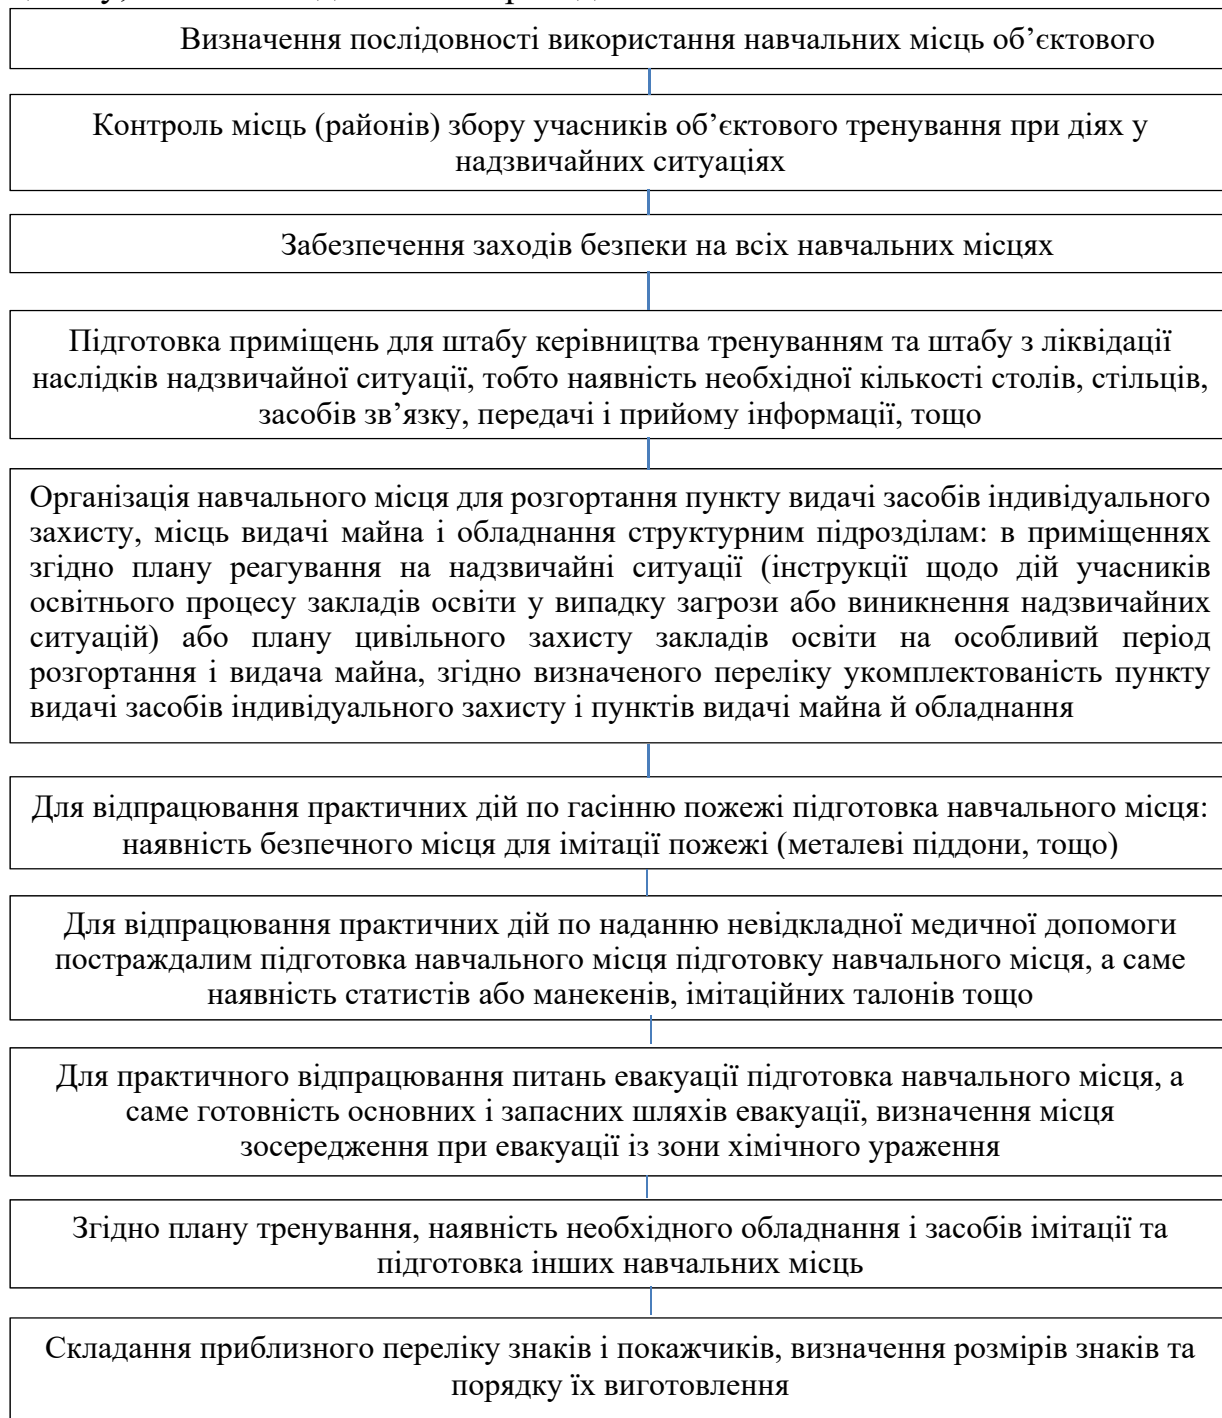 Визначення послідовності використання навчальних місць об’єктового
Контроль місць (районів) збору учасників об’єктового тренування при діях у
надзвичайних ситуаціях
Забезпечення заходів безпеки на всіх навчальних місцях
Підготовка приміщень для штабу керівництва тренуванням та штабу з ліквідації
наслідків надзвичайної ситуації, тобто наявність необхідної кількості столів, стільців,
засобів зв’язку, передачі і прийому інформації, тощо
Організація навчального місця для розгортання пункту видачі засобів індивідуального
захисту, місць видачі майна і обладнання структурним підрозділам: в приміщеннях
згідно плану реагування на надзвичайні ситуації (інструкції щодо дій учасників
освітнього процесу закладів освіти у випадку загрози або виникнення надзвичайних
ситуацій) або плану цивільного захисту закладів освіти на особливий період
розгортання і видача майна, згідно визначеного переліку укомплектованість пункту
видачі засобів індивідуального захисту і пунктів видачі майна й обладнання
Для відпрацювання практичних дій по гасінню пожежі підготовка навчального місця:
наявність безпечного місця для імітації пожежі (металеві піддони, тощо)
Для відпрацювання практичних дій по наданню невідкладної медичної допомоги
постраждалим підготовка навчального місця підготовку навчального місця, а саме
наявність статистів або манекенів, імітаційних талонів тощо
Для практичного відпрацювання питань евакуації підготовка навчального місця, а
саме готовність основних і запасних шляхів евакуації, визначення місця
зосередження при евакуації із зони хімічного ураження
Згідно плану тренування, наявність необхідного обладнання і засобів імітації та
підготовка інших навчальних місць
Складання приблизного переліку знаків і покажчиків, визначення розмірів знаків та
порядку їх виготовлення